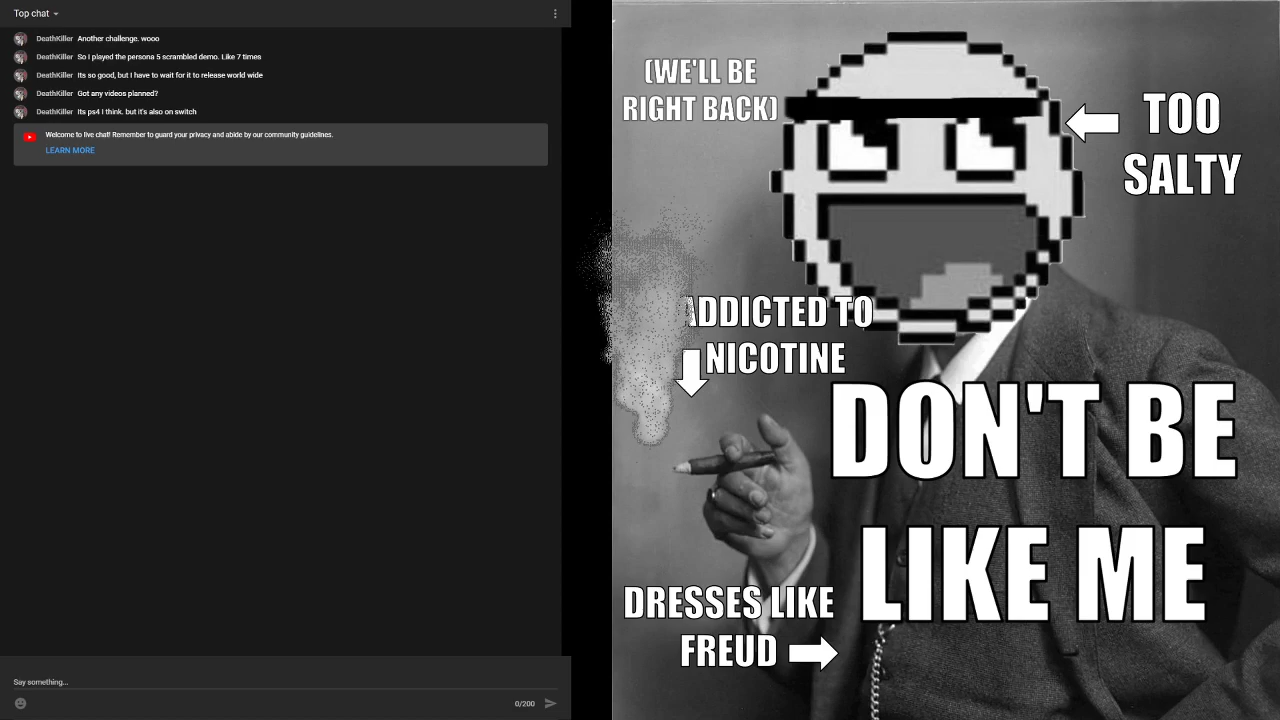 Top chat
DeathKiller Another challenge. wooo
DeathKiller So I played the persona 5 scrambled demo. Like 7 times
DeathKiller Its so good, but I have to wait for it to release world wide
DeathKiller Got any videos planned?
DeathKiller Its ps4 I think. but it's also on switch
Welcome to live chat! Remember to guard your privacy and abide by our community guidelines.
LEARN MORE
Say something...
0/200
(WE'LL BE
RIGHT BACK)
TOO
SALTY
ADDICTED TO
NICOTINE
DON'T BE
LIKE ME
DRESSES LIKE
FREUD